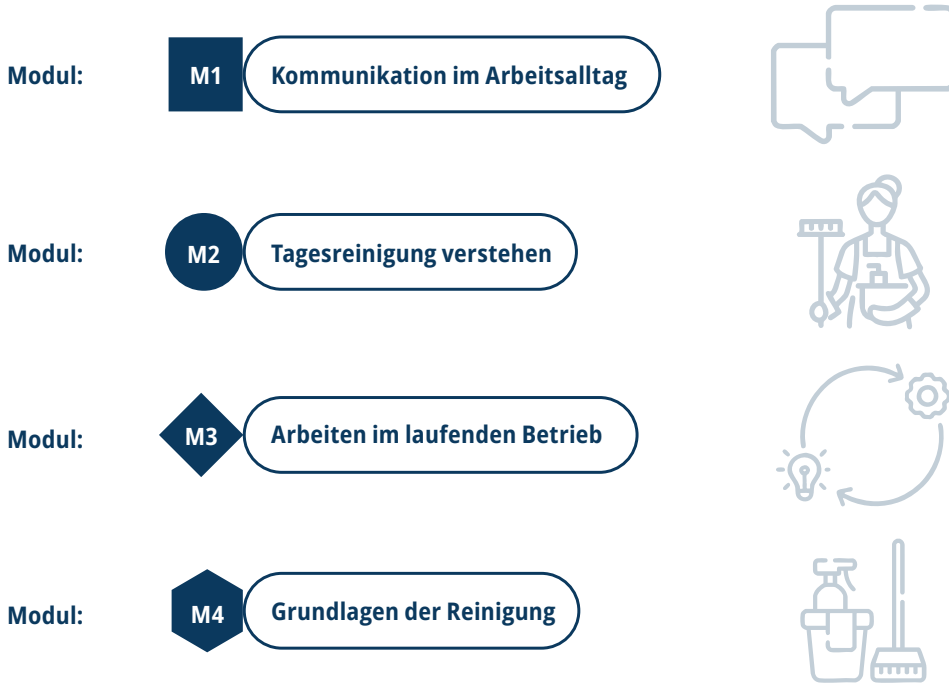 Modul: M1 Kommunikation im Arbeitsalltag
Modul: M2 Tagesreinigung verstehen
Modul: M3 Arbeiten im laufenden Betrieb
Modul: M4 Grundlagen der Reinigung